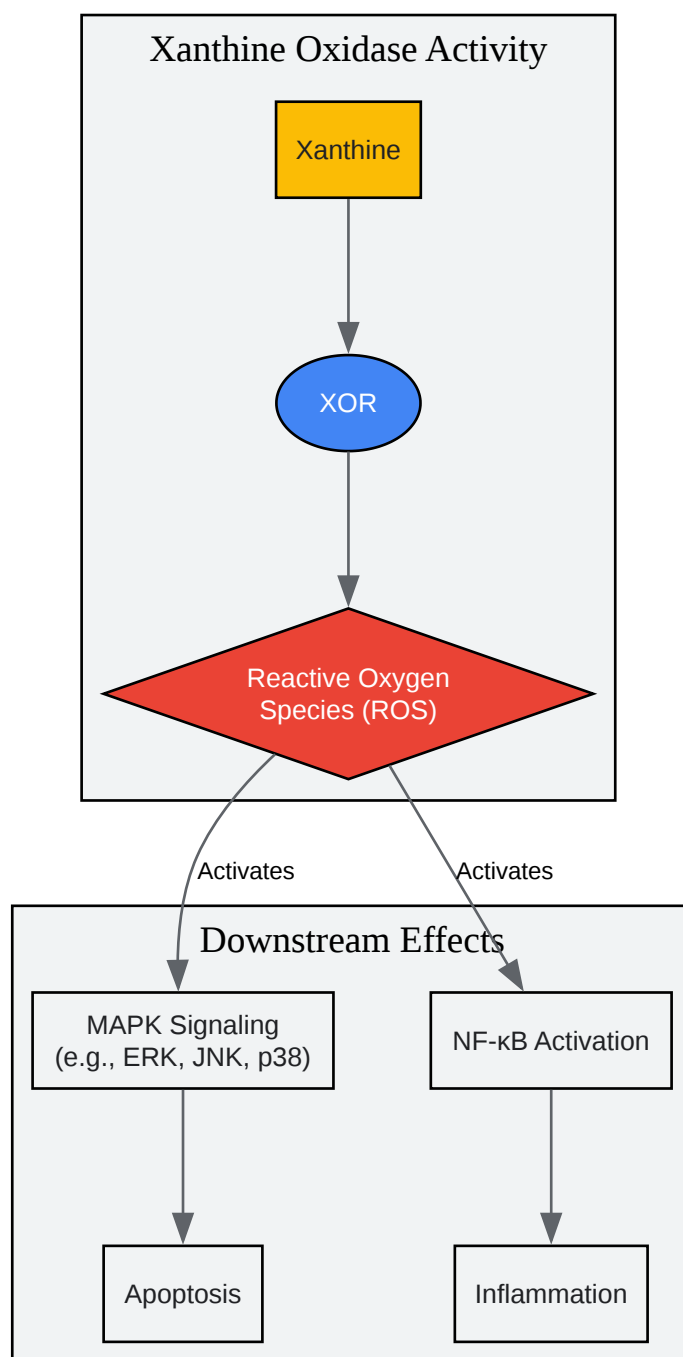 Xanthine Oxidase Activity
Xanthine
XOR
Reactive Oxygen
Species (ROS)
Activates
Activates
Downstream Effects
MAPK Signaling
(e.g., ERK, JNK, p38)
NF-κB Activation
Apoptosis
Inflammation